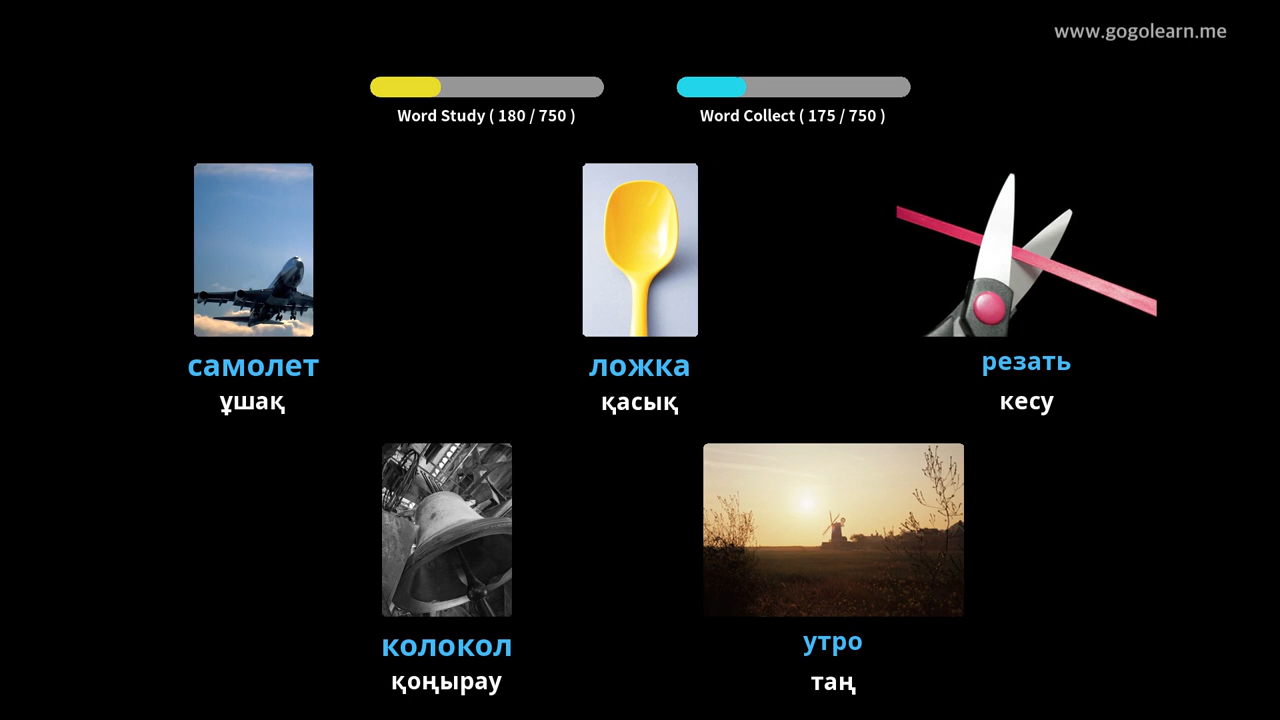 www.gogolearn.me
Word Study ( 180 / 750 )
Word Collect ( 175 / 750 )
самолет
ұшақ
ложка
қасық
резать
кесу
колокол
қоңырау
утро
таң